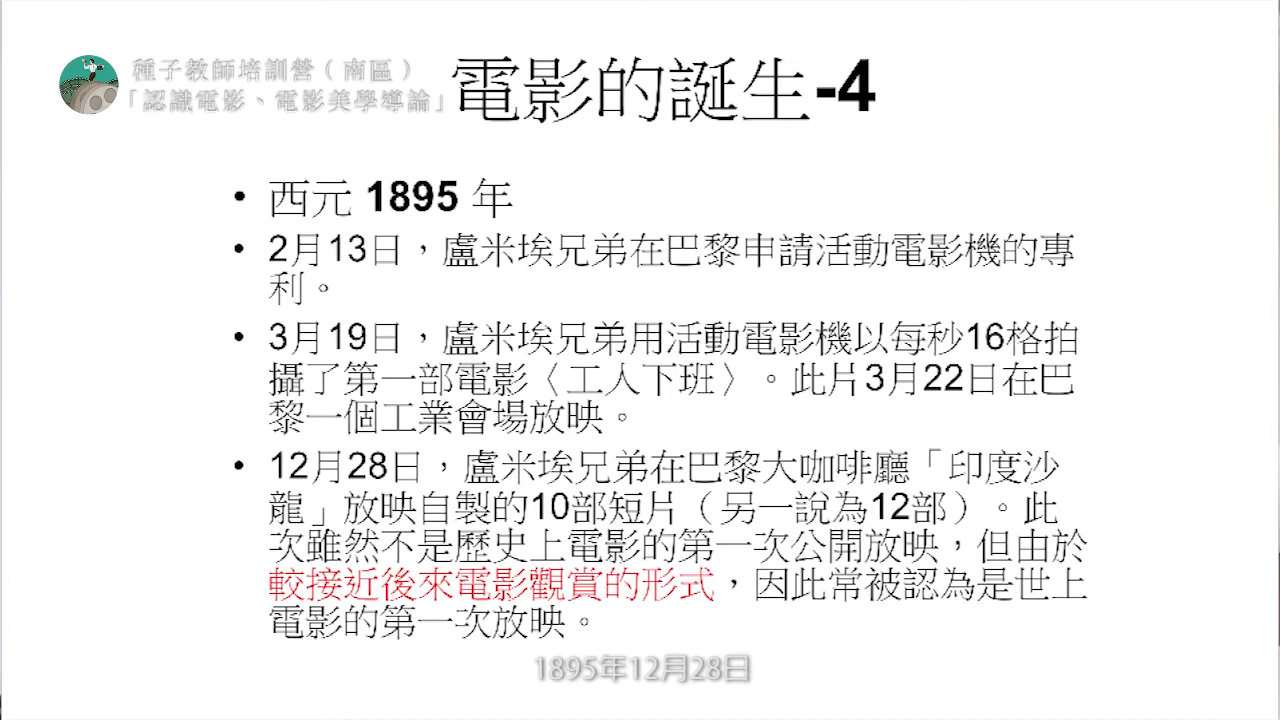 種子教師培訓營（南區）
「認識電影、電影美學導論」
電影的誕生-4
• 西元 1895 年
• 2月13日，盧米埃兄弟在巴黎申請活動電影機的專
利。
• 3月19日，盧米埃兄弟用活動電影機以每秒16格拍
攝了第一部電影〈工人下班〉。此片3月22日在巴
黎一個工業會場放映。
• 12月28日，盧米埃兄弟在巴黎大咖啡廳「印度沙
龍」放映自製的10部短片（另一說為12部）。此
次雖然不是歷史上電影的第一次公開放映，但由於
較接近後來電影觀賞的形式，因此常被認為是世上
電影的第一次放映。
1895年12月28日